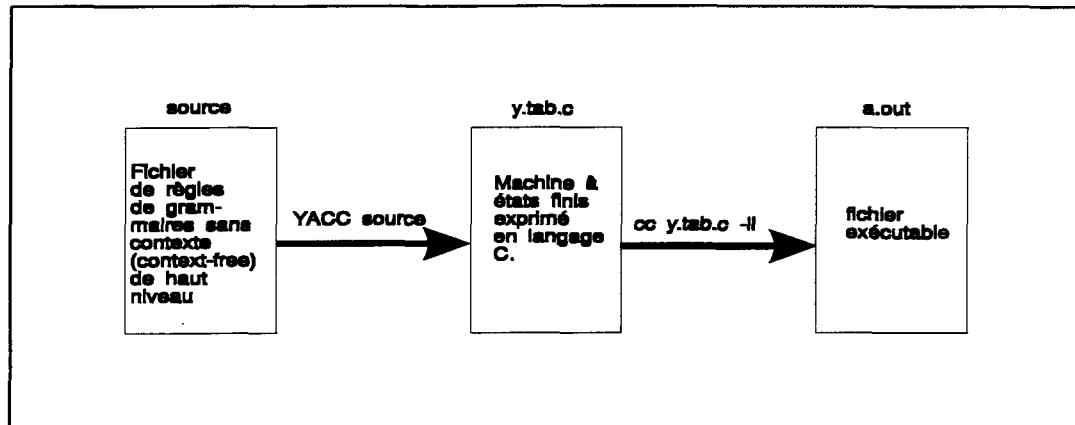 source
Fichier
de règles
de gram-
maires sans
contexte
(context-free)
de haut
niveau
YACC source
y.tab.c
Machine à
états finis
exprimé
en langage
C.
cc y.tab.c -ll
a.out
fichier
exécutable